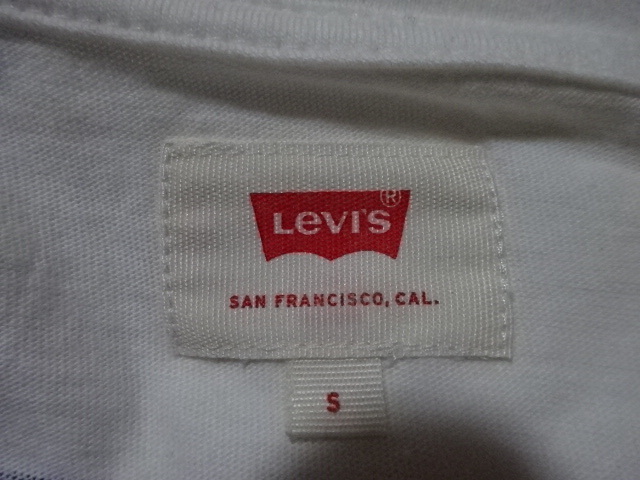 Levi's®
SAN FRANCISCO, CAL.
S